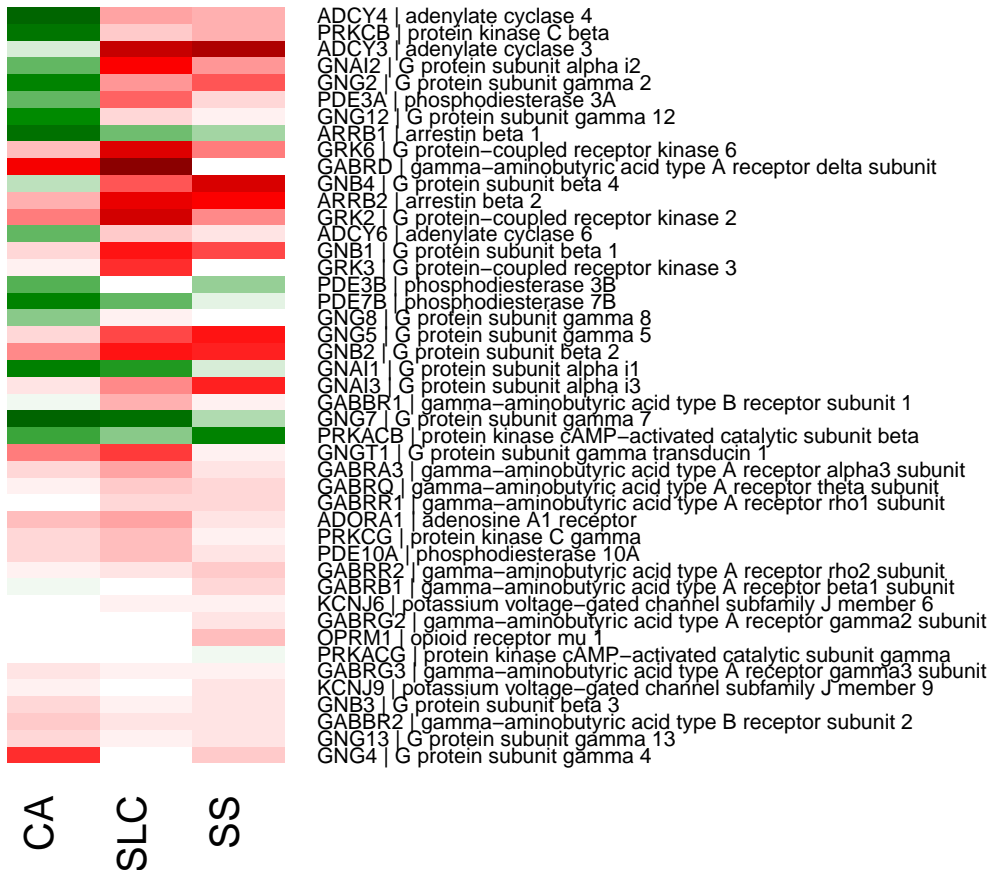 ADCY4 | adenylate cyclase 4
PRKCB | protein kinase C beta
ADCY3 | adenylate cyclase 3
GNAI2 | G protein subunit alpha i2
GNG2 | G protein subunit gamma 2
PDE3A | phosphodiesterase 3A
GNG12 | G protein subunit gamma 12
ARRB1 | arrestin beta 1
GRK6 | G protein−coupled receptor kinase 6
GABRD | gamma−aminobutyric acid type A receptor delta subunit
GNB4 | G protein subunit beta 4
ARRB2 | arrestin beta 2
GRK2 | G protein−coupled receptor kinase 2
ADCY6 | adenylate cyclase 6
GNB1 | G protein subunit beta 1
GRK3 | G protein−coupled receptor kinase 3
PDE3B | phosphodiesterase 3B
PDE7B | phosphodiesterase 7B
GNG8 | G protein subunit gamma 8
GNG5 | G protein subunit gamma 5
GNB2 | G protein subunit beta 2
GNAI1 | G protein subunit alpha i1
GNAI3 | G protein subunit alpha i3
GABBR1 | gamma−aminobutyric acid type B receptor subunit 1
GNG7 | G protein subunit gamma 7
PRKACB | protein kinase cAMP−activated catalytic subunit beta
GNGT1 | G protein subunit gamma transducin 1
GABRA3 | gamma−aminobutyric acid type A receptor alpha3 subunit
GABRQ | gamma−aminobutyric acid type A receptor theta subunit
GABRR1 | gamma−aminobutyric acid type A receptor rho1 subunit
ADORA1 | adenosine A1 receptor
PRKCG | protein kinase C gamma
PDE10A | phosphodiesterase 10A
GABRR2 | gamma−aminobutyric acid type A receptor rho2 subunit
GABRB1 | gamma−aminobutyric acid type A receptor beta1 subunit
KCNJ6 | potassium voltage−gated channel subfamily J member 6
GABRG2 | gamma−aminobutyric acid type A receptor gamma2 subunit
OPRM1 | opioid receptor mu 1
PRKACG | protein kinase cAMP−activated catalytic subunit gamma
GABRG3 | gamma−aminobutyric acid type A receptor gamma3 subunit
KCNJ9 | potassium voltage−gated channel subfamily J member 9
GNB3 | G protein subunit beta 3
GABBR2 | gamma−aminobutyric acid type B receptor subunit 2
GNG13 | G protein subunit gamma 13
GNG4 | G protein subunit gamma 4
CA
SLC
SS